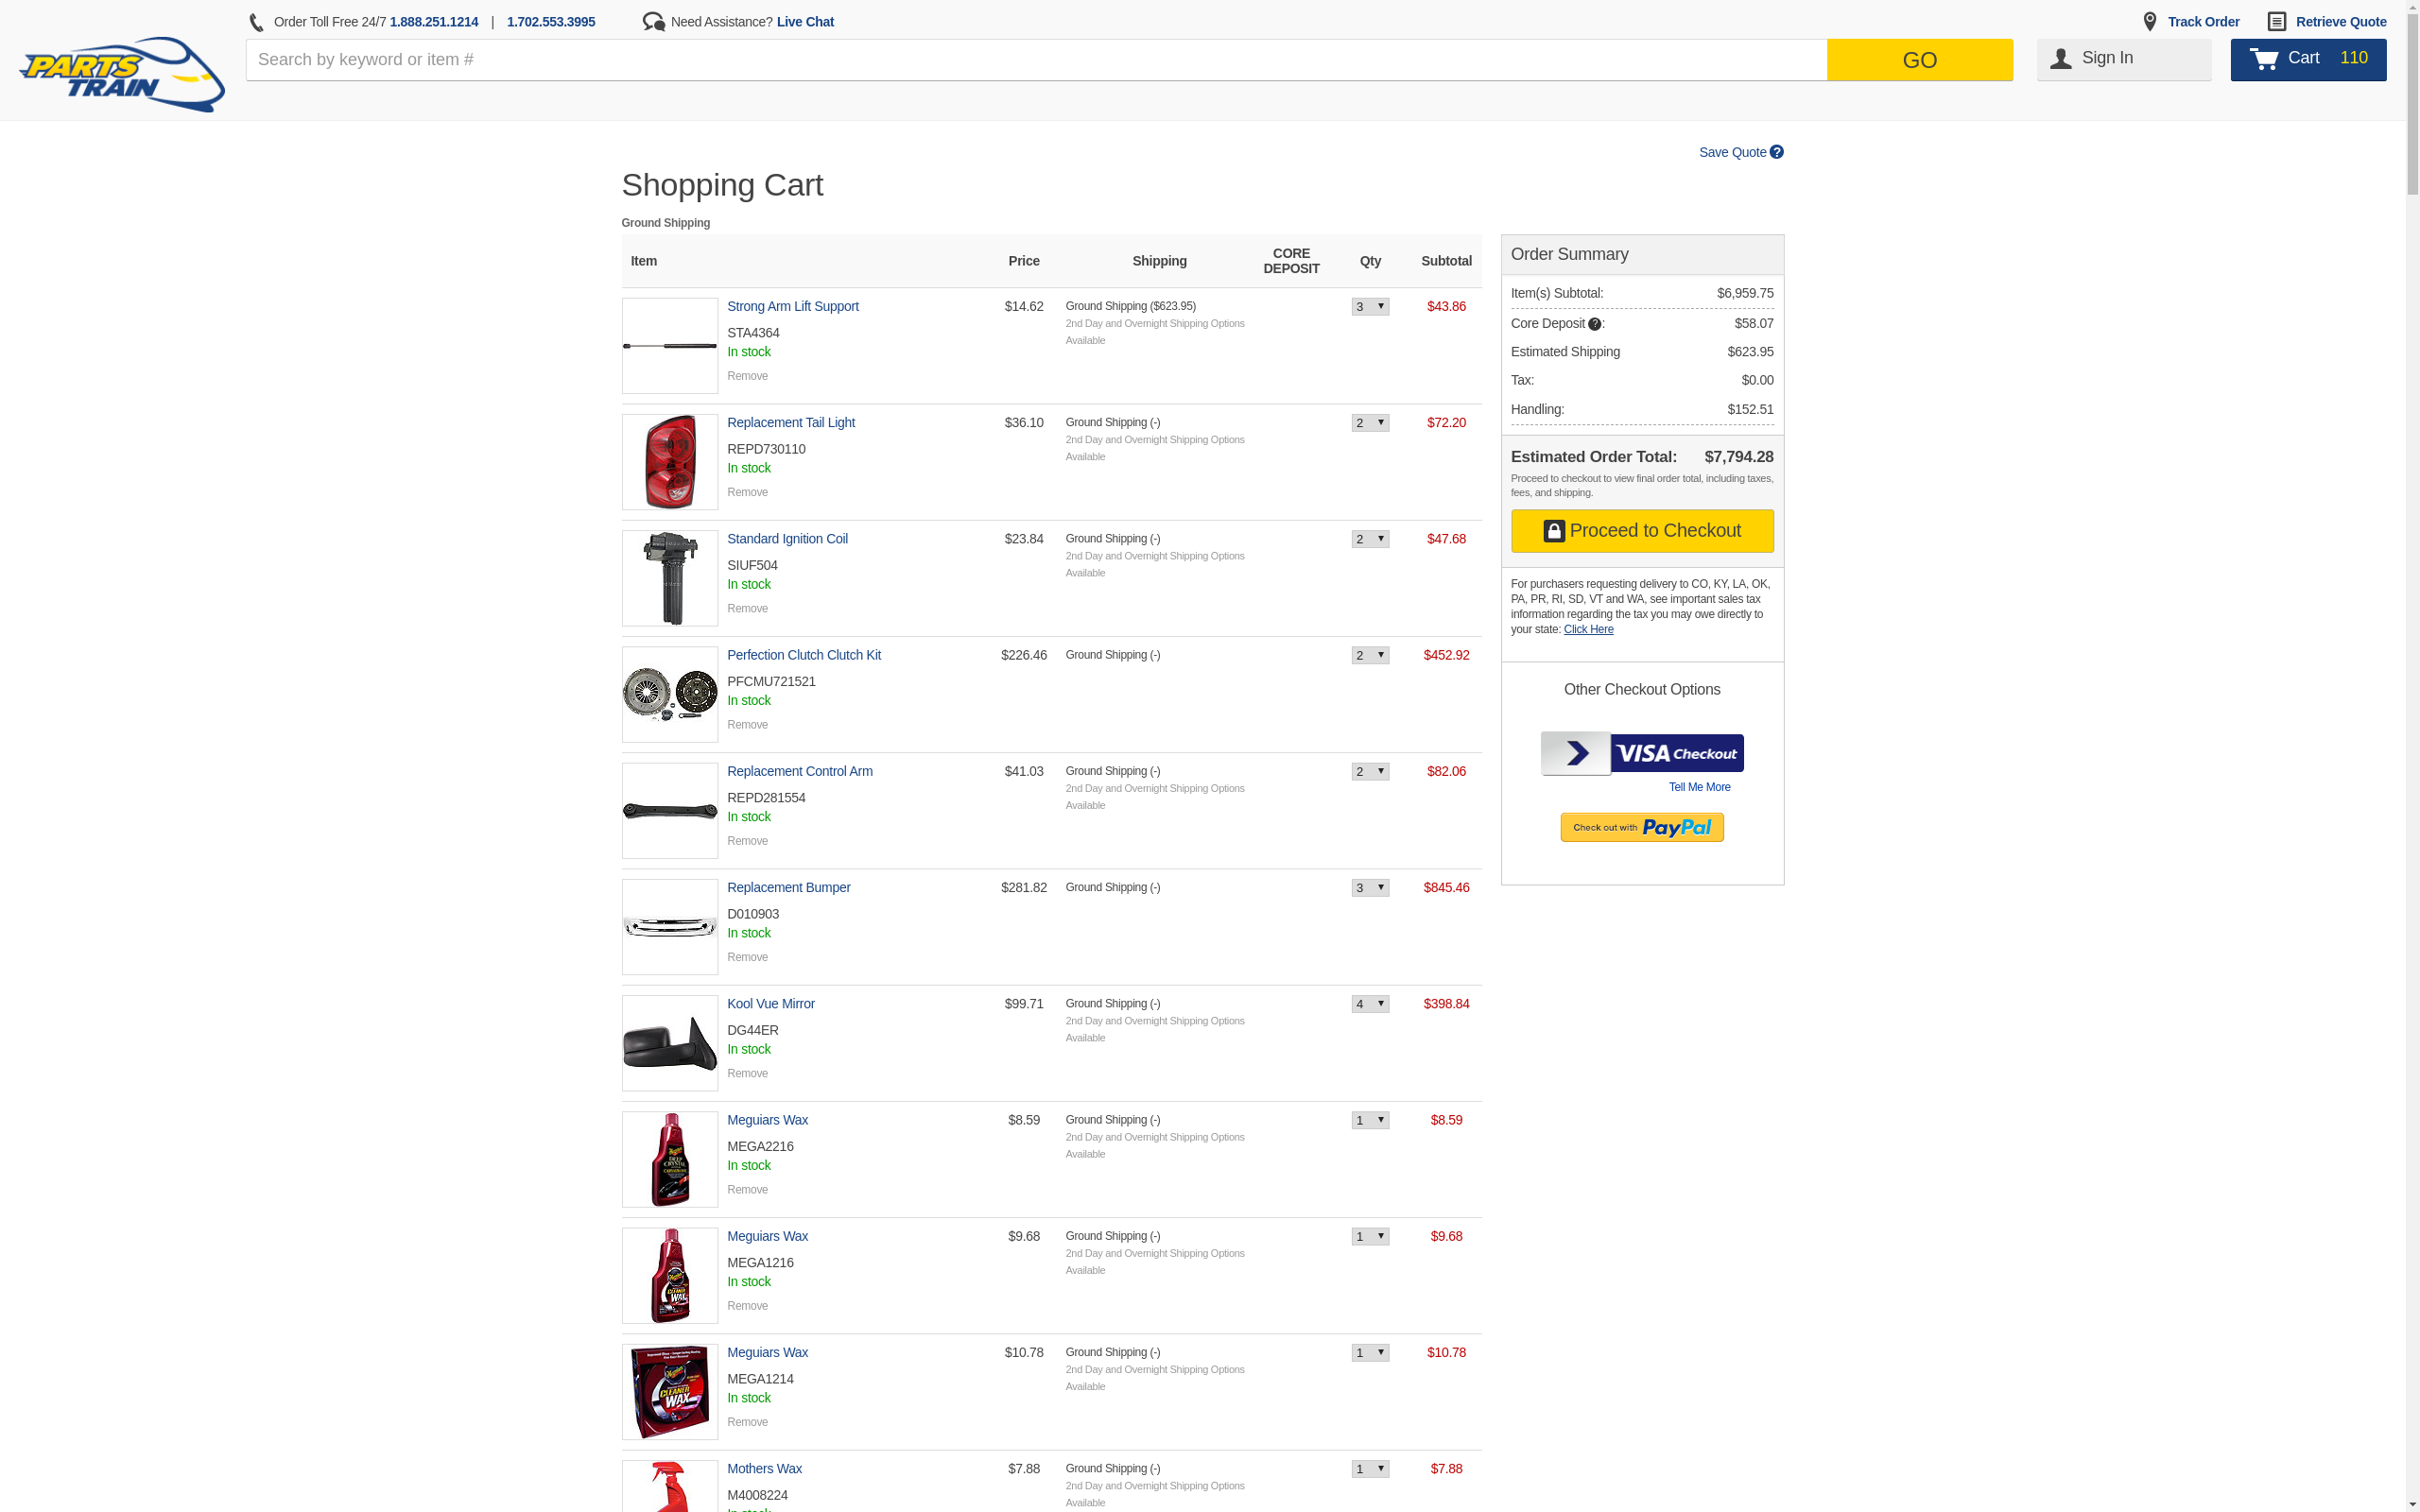 Order Toll Free 24/7 1.888.251.1214 | 1.702.553.3995 Need Assistance? Live Chat Track Order Retrieve Quote
PARTS
TRAIN
Search by keyword or item # GO Sign In Cart 110
Save Quote ?
Shopping Cart
Ground Shipping
Item Price Shipping CORE DEPOSIT Qty Subtotal
Strong Arm Lift Support $14.62 Ground Shipping ($623.95) 3 $43.86
2nd Day and Overnight Shipping Options
Available
STA4364
In stock
Remove
Replacement Tail Light $36.10 Ground Shipping (-) 2 $72.20
2nd Day and Overnight Shipping Options
Available
REPD730110
In stock
Remove
Standard Ignition Coil $23.84 Ground Shipping (-) 2 $47.68
2nd Day and Overnight Shipping Options
Available
SIUF504
In stock
Remove
Perfection Clutch Clutch Kit $226.46 Ground Shipping (-) 2 $452.92
PFCMU721521
In stock
Remove
Replacement Control Arm $41.03 Ground Shipping (-) 2 $82.06
2nd Day and Overnight Shipping Options
Available
REPD281554
In stock
Remove
Replacement Bumper $281.82 Ground Shipping (-) 3 $845.46
D010903
In stock
Remove
Kool Vue Mirror $99.71 Ground Shipping (-) 4 $398.84
2nd Day and Overnight Shipping Options
Available
DG44ER
In stock
Remove
Meguiars Wax $8.59 Ground Shipping (-) 1 $8.59
2nd Day and Overnight Shipping Options
Available
MEGA2216
In stock
Remove
Meguiars Wax $9.68 Ground Shipping (-) 1 $9.68
2nd Day and Overnight Shipping Options
Available
MEGA1216
In stock
Remove
CLEANER
WAX
Meguiars Wax $10.78 Ground Shipping (-) 1 $10.78
2nd Day and Overnight Shipping Options
Available
MEGA1214
In stock
Remove
CLEANER
WAX
Mothers Wax $7.88 Ground Shipping (-) 1 $7.88
2nd Day and Overnight Shipping Options
Available
M4008224
Order Summary
Item(s) Subtotal: $6,959.75
Core Deposit ?: $58.07
Estimated Shipping $623.95
Tax: $0.00
Handling: $152.51
Estimated Order Total: $7,794.28
Proceed to checkout to view final order total, including taxes,
fees, and shipping.
Proceed to Checkout
For purchasers requesting delivery to CO, KY, LA, OK,
PA, PR, RI, SD, VT and WA, see important sales tax
information regarding the tax you may owe directly to
your state: Click Here
Other Checkout Options
VISA Checkout
Tell Me More
Check out with PayPal